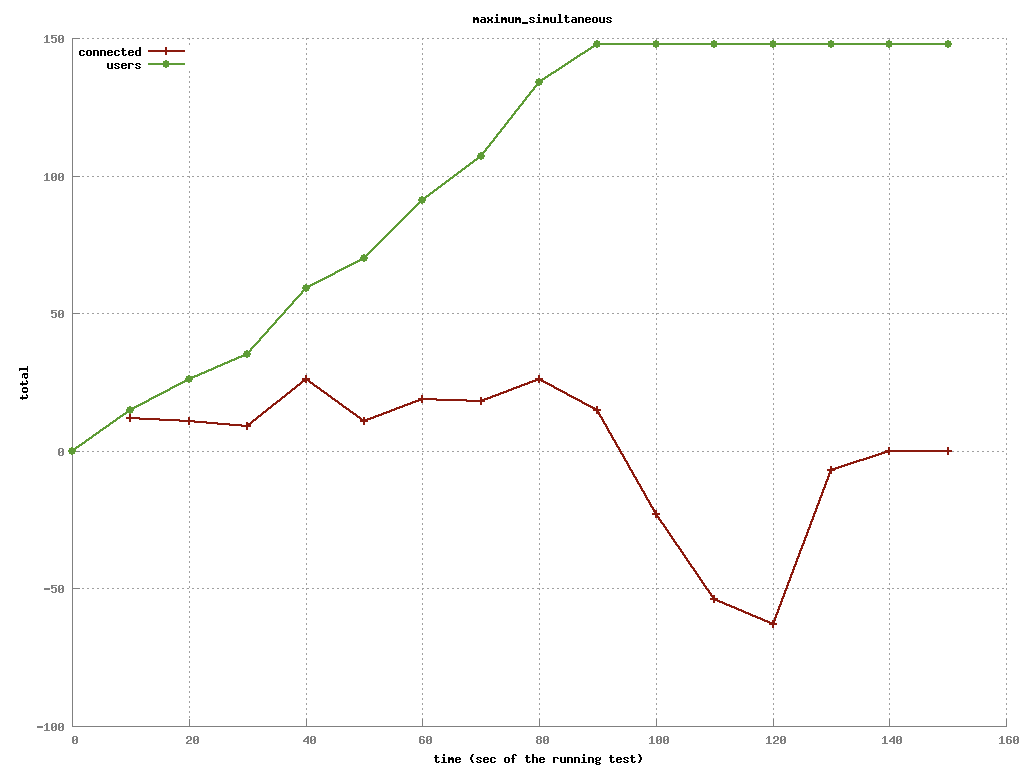 maximum_simultaneous
150
connected
users
100
50
total
0
-50
-100
0 20 40 60 80 100 120 140 160
time (sec of the running test)